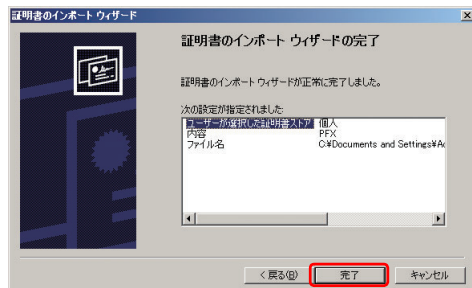 証明書のインポート ウィザード
証明書のインポート ウィザードの完了
証明書のインポート ウィザードが正常に完了しました。
次の設定が指定されました:
ユーザーが選択した証明書ストア 個人
内容 PFX
ファイル名 C:¥Documents and Settings¥Ad
< 戻る(B) 完了 キャンセル